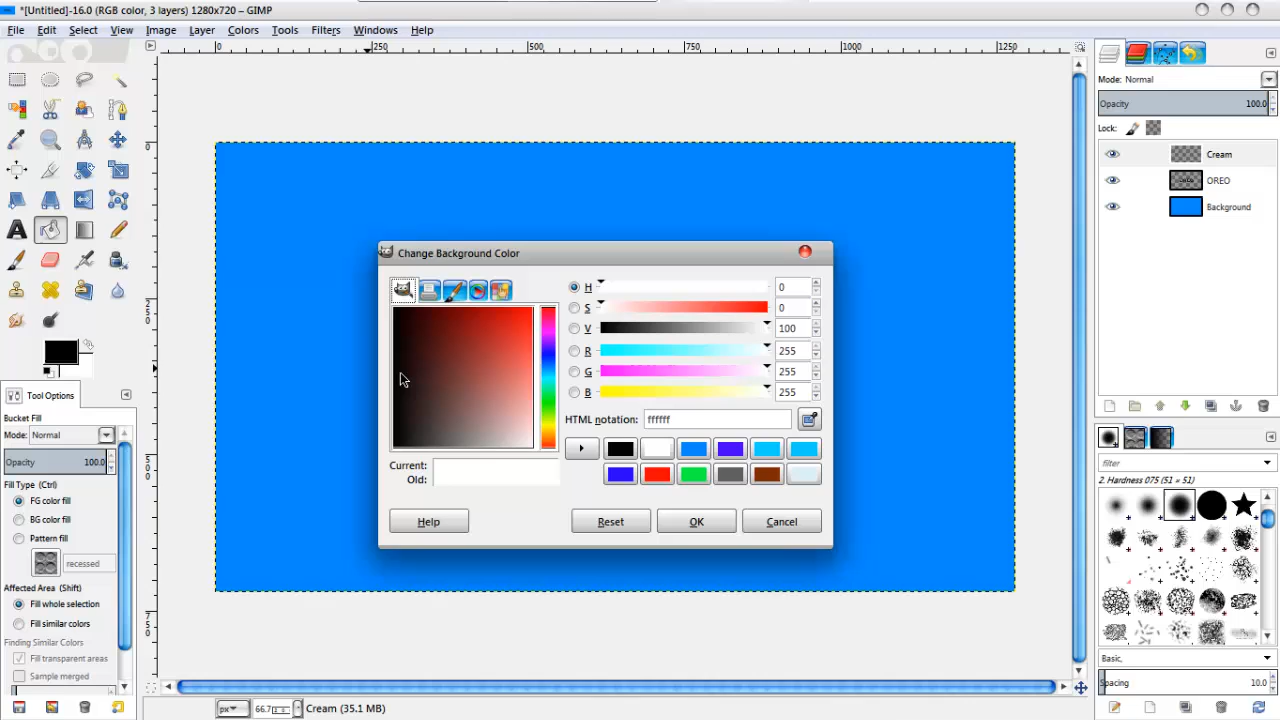 *[Untitled]-16.0 (RGB color, 3 layers) 1280x720 – GIMP
File Edit Select View Image Layer Colors Tools Filters Windows Help
0 250 500 750 1000 1250
Mode: Normal
Opacity 100.0
Lock:
Cream
OREO
Background
0
250
500
750
Change Background Color
H 0
S 0
V 100
R 255
G 255
B 255
HTML notation: ffffff
Current:
Old:
Help Reset OK Cancel
Tool Options
Bucket Fill
Mode: Normal
Opacity 100.0
Fill Type (Ctrl)
FG color fill
BG color fill
Pattern fill
recessed
Affected Area (Shift)
Fill whole selection
Fill similar colors
Finding Similar Colors
Fill transparent areas
Sample merged
filter
2. Hardness 075 (51 × 51)
Basic,
Spacing 10.0
px 66.7 Cream (35.1 MB)